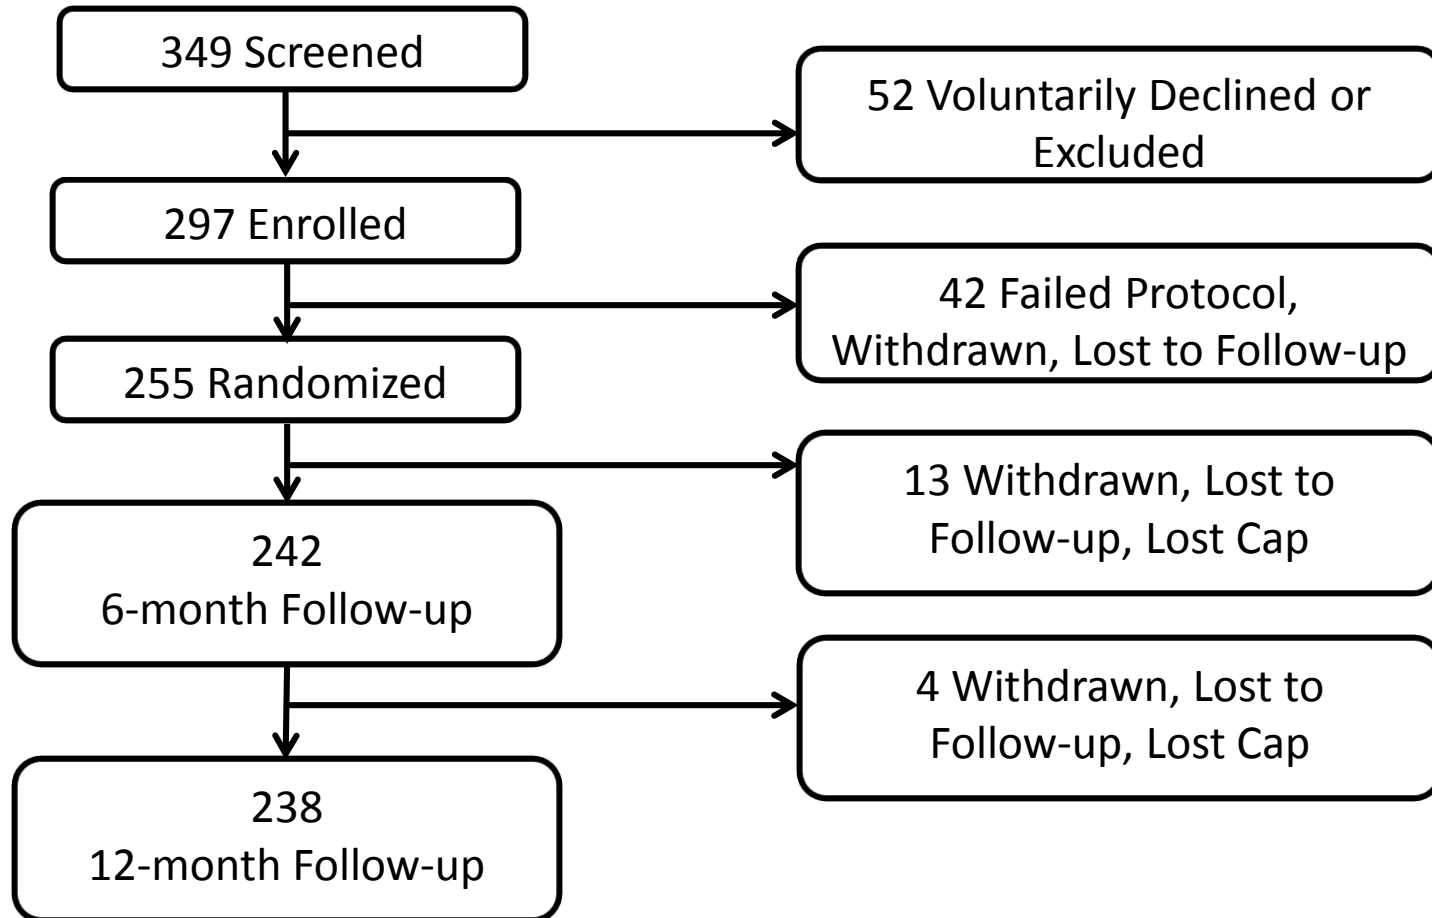 349 Screened
52 Voluntarily Declined or
Excluded
297 Enrolled
42 Failed Protocol,
Withdrawn, Lost to Follow-up
255 Randomized
13 Withdrawn, Lost to
Follow-up, Lost Cap
242
6-month Follow-up
4 Withdrawn, Lost to
Follow-up, Lost Cap
238
12-month Follow-up